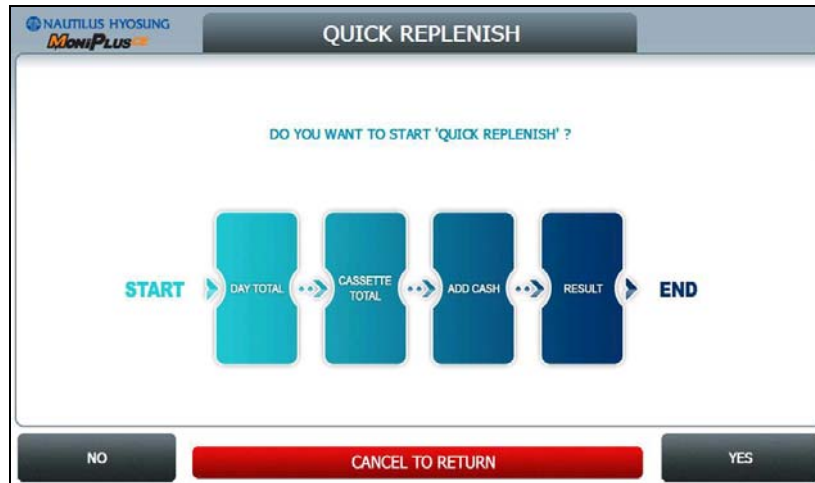 NAUTILUS HYOSUNG
MONIPLUS CE
QUICK REPLENISH
DO YOU WANT TO START 'QUICK REPLENISH' ?
START
DAY TOTAL
CASSETTE
TOTAL
ADD CASH
RESULT
END
NO
CANCEL TO RETURN
YES